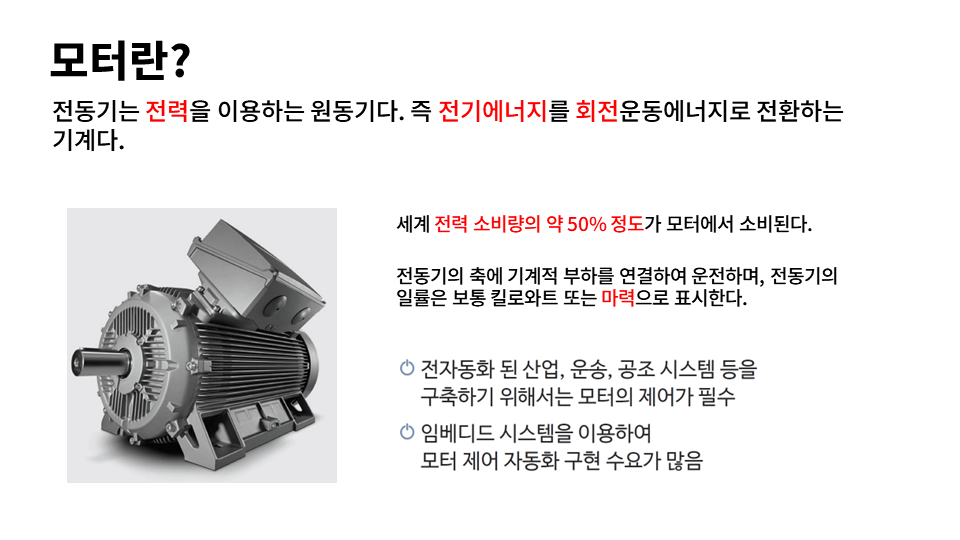 모터란?
전동기는 전력을 이용하는 원동기다. 즉 전기에너지를 회전운동에너지로 전환하는
기계다.
세계 전력 소비량의 약 50% 정도가 모터에서 소비된다.
전동기의 축에 기계적 부하를 연결하여 운전하며, 전동기의
일률은 보통 킬로와트 또는 마력으로 표시한다.
전자동화 된 산업, 운송, 공조 시스템 등을
구축하기 위해서는 모터의 제어가 필수
임베디드 시스템을 이용하여
모터 제어 자동화 구현 수요가 많음